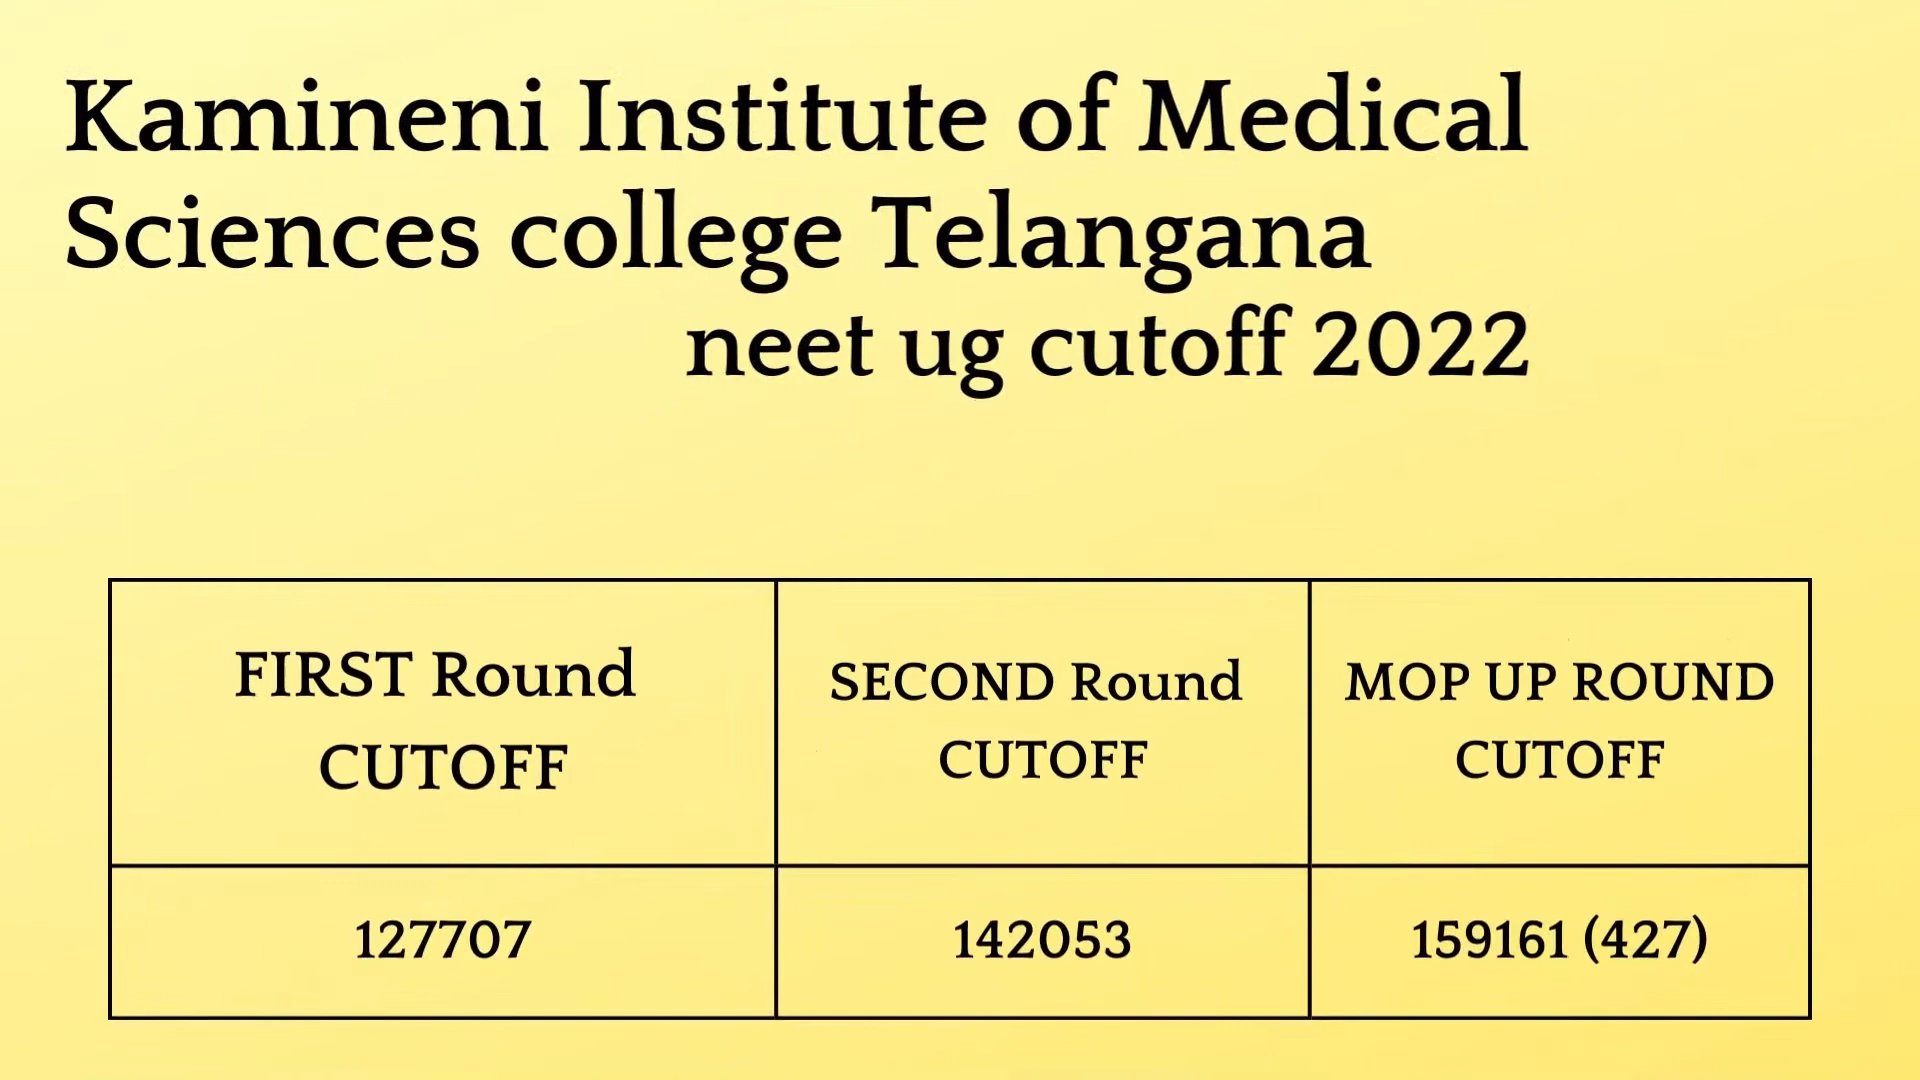 Kamineni Institute of Medical
Sciences college Telangana
neet ug cutoff 2022
FIRST Round
CUTOFF
SECOND Round
CUTOFF
MOP UP ROUND
CUTOFF
127707
142053
159161 (427)